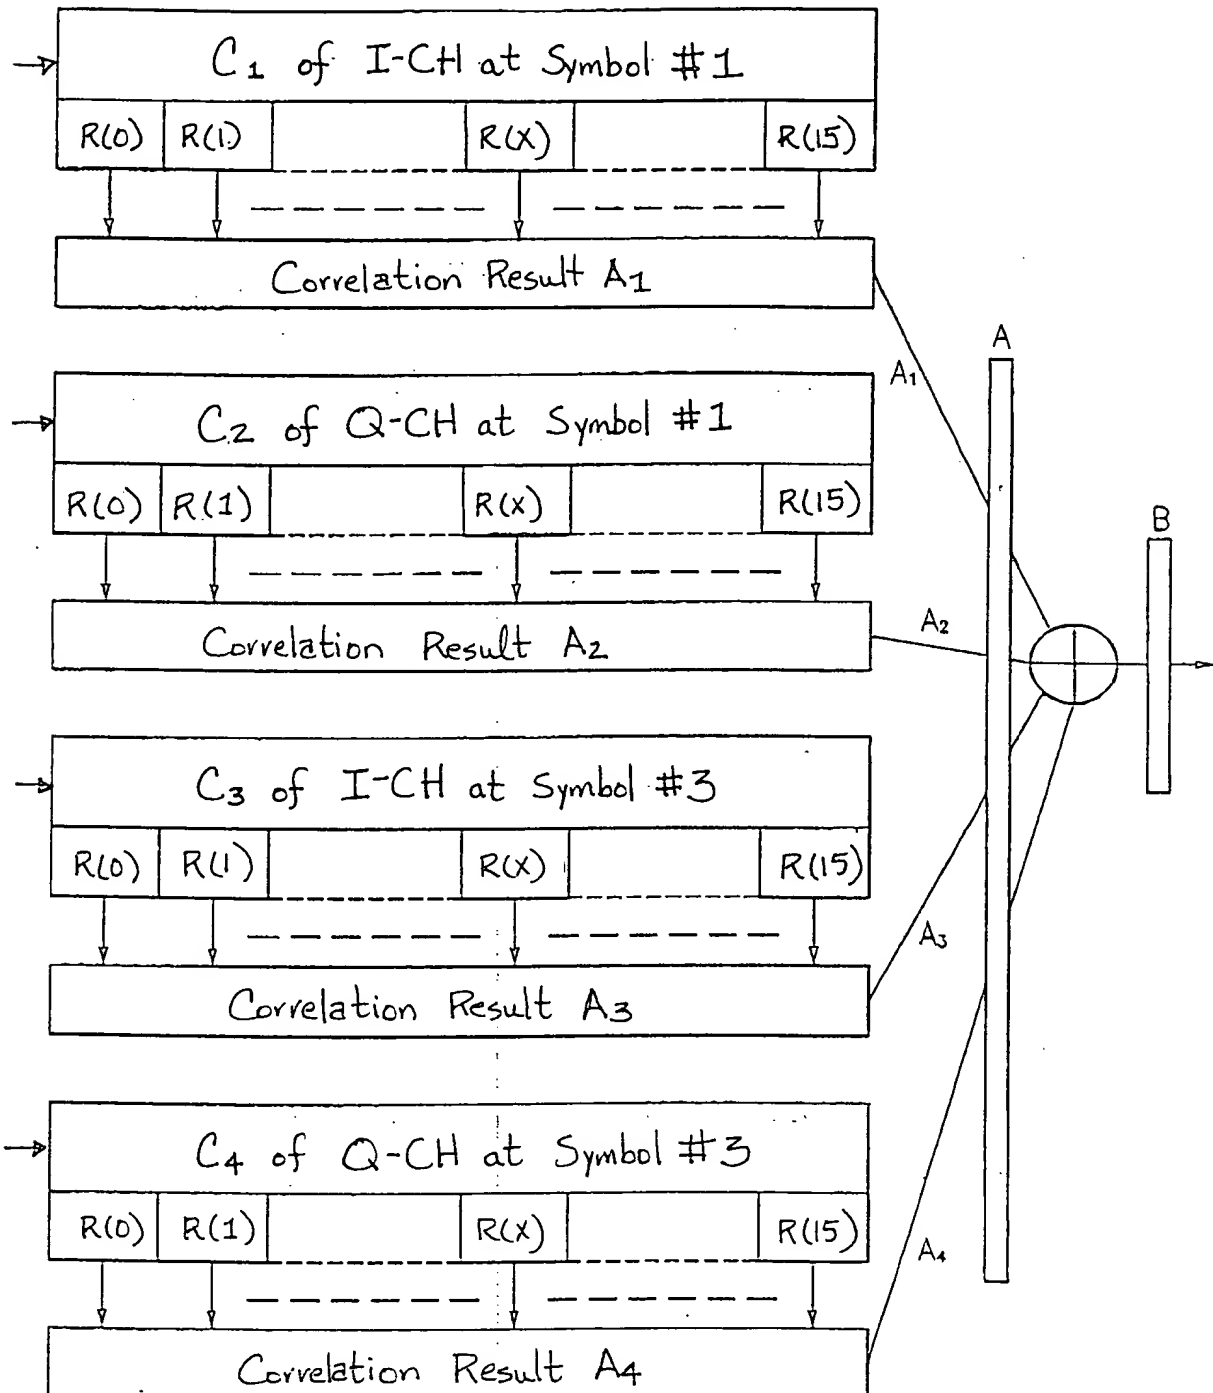 C1 of I-CH at Symbol #1
R(0) R(1) R(X) R(15)
Correlation Result A1
A1
A
C2 of Q-CH at Symbol #1
R(0) R(1) R(X) R(15)
Correlation Result A2
A2
B
C3 of I-CH at Symbol #3
R(0) R(1) R(X) R(15)
Correlation Result A3
A3
C4 of Q-CH at Symbol #3
R(0) R(1) R(X) R(15)
Correlation Result A4
A4